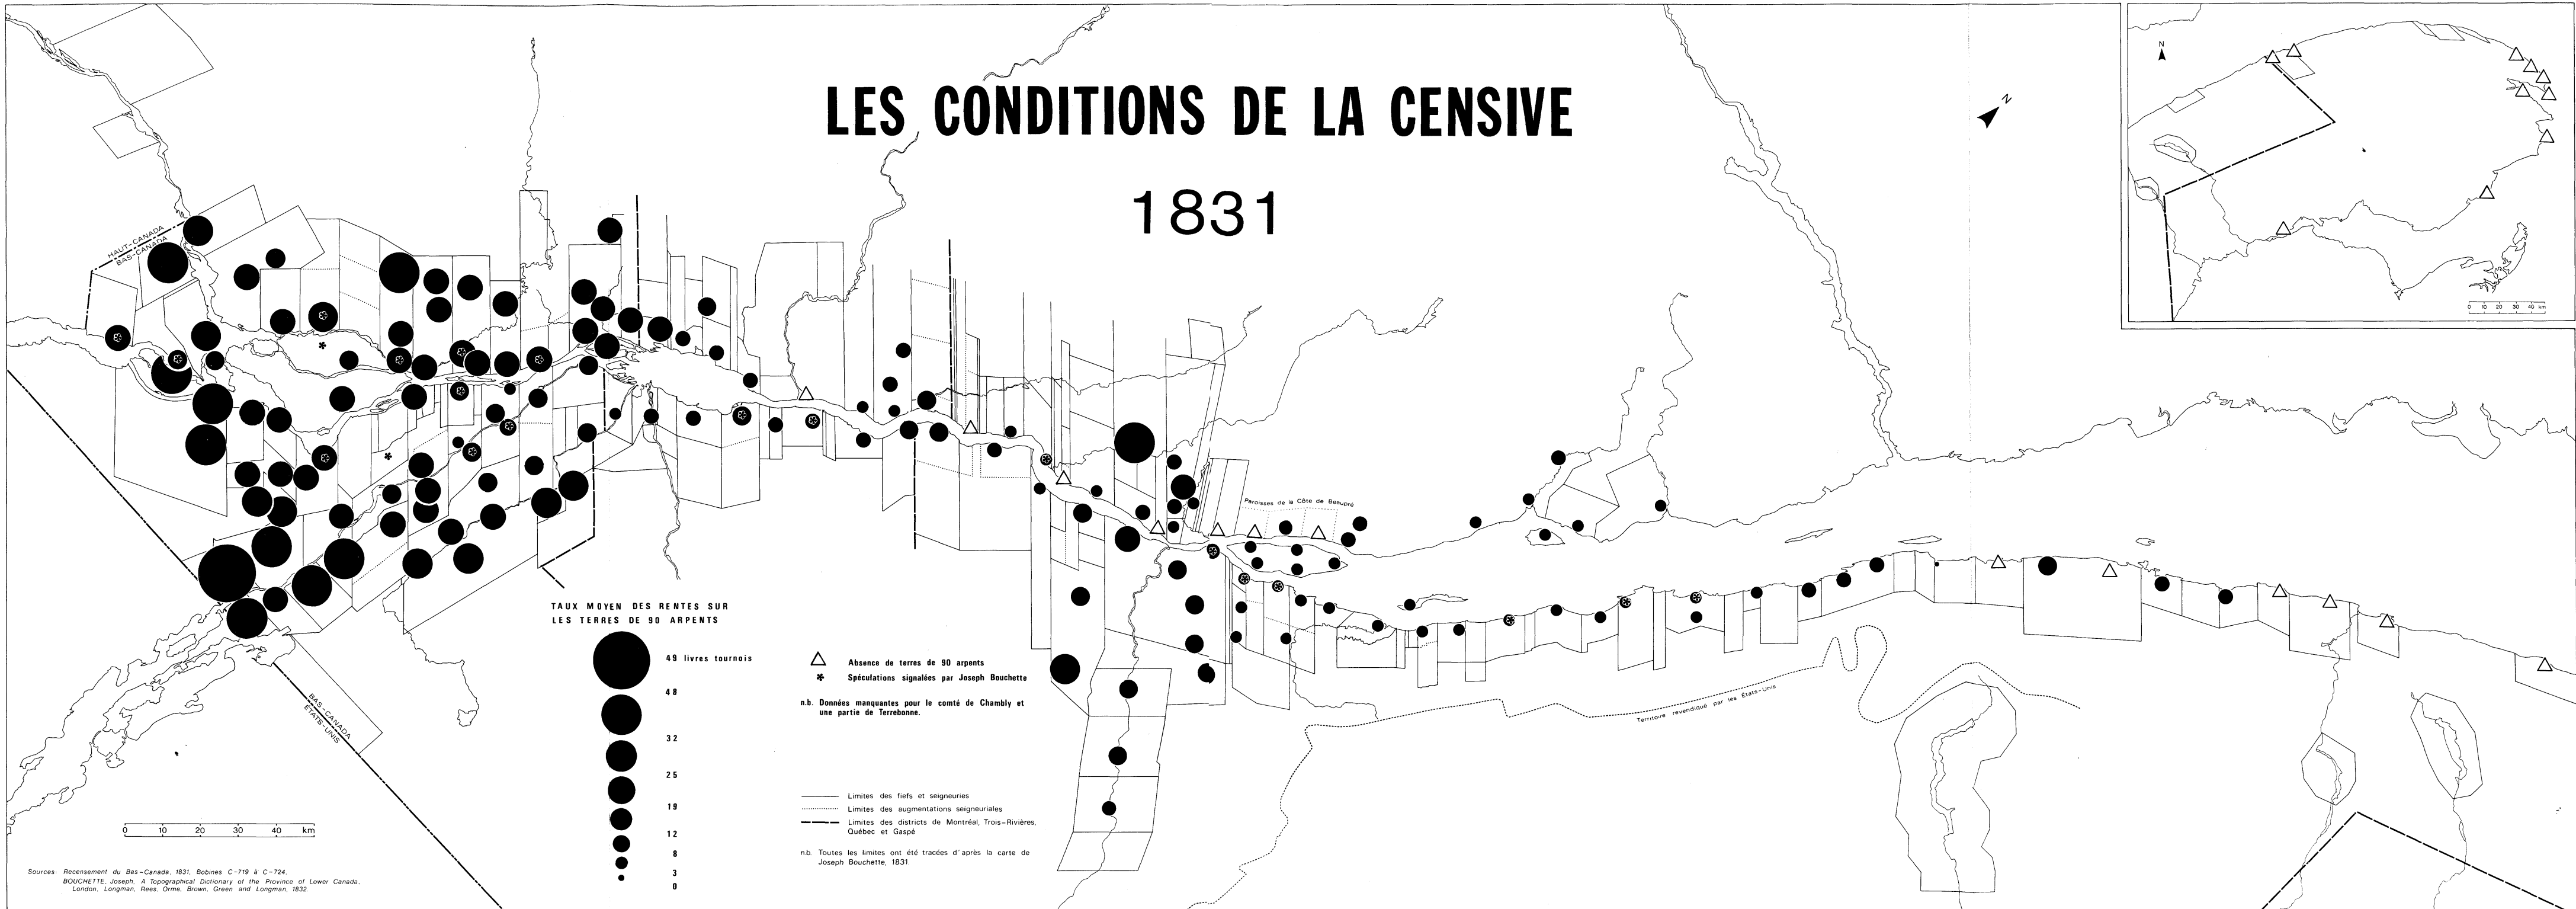 LES CONDITIONS DE LA CENSIVE
1831
N
N
0 10 20 30 40 km
HAUT-CANADA
BAS-CANADA
Paroisses de la Côte de Beaupré
BAS-CANADA
ETATS-UNIS
Territoire revendiqué par les Etats-Unis
TAUX MOYEN DES RENTES SUR
LES TERRES DE 90 ARPENTS
49 livres tournois
48
32
25
19
12
8
3
0
Absence de terres de 90 arpents
Spéculations signalées par Joseph Bouchette
n.b. Données manquantes pour le comté de Chambly et
une partie de Terrebonne.
Limites des fiefs et seigneuries
Limites des augmentations seigneuriales
Limites des districts de Montréal, Trois-Rivières,
Québec et Gaspé
n.b. Toutes les limites ont été tracées d'après la carte de
Joseph Bouchette, 1831.
0 10 20 30 40 km
Sources: Recensement du Bas-Canada, 1831, Bobines C-719 à C-724.
BOUCHETTE, Joseph, A Topographical Dictionary of the Province of Lower Canada,
London, Longman, Rees, Orme, Brown, Green and Longman, 1832.